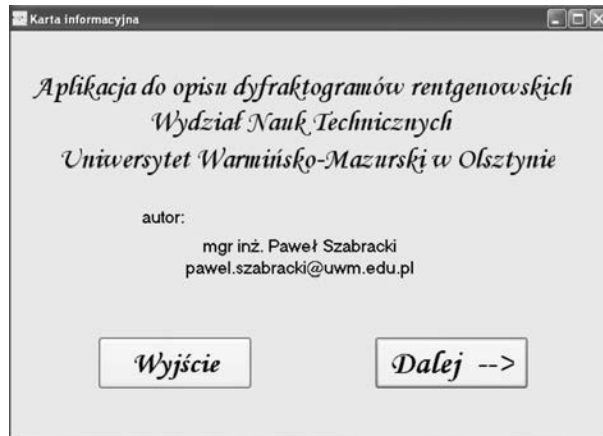 Karta informacyjna
Aplikacja do opisu dyfraktogramów rentgenowskich
Wydział Nauk Technicznych
Uniwersytet Warmińsko-Mazurski w Olsztynie
autor:
mgr inż. Paweł Szabracki
pawel.szabracki@uwm.edu.pl
Wyjście
Dalej -->